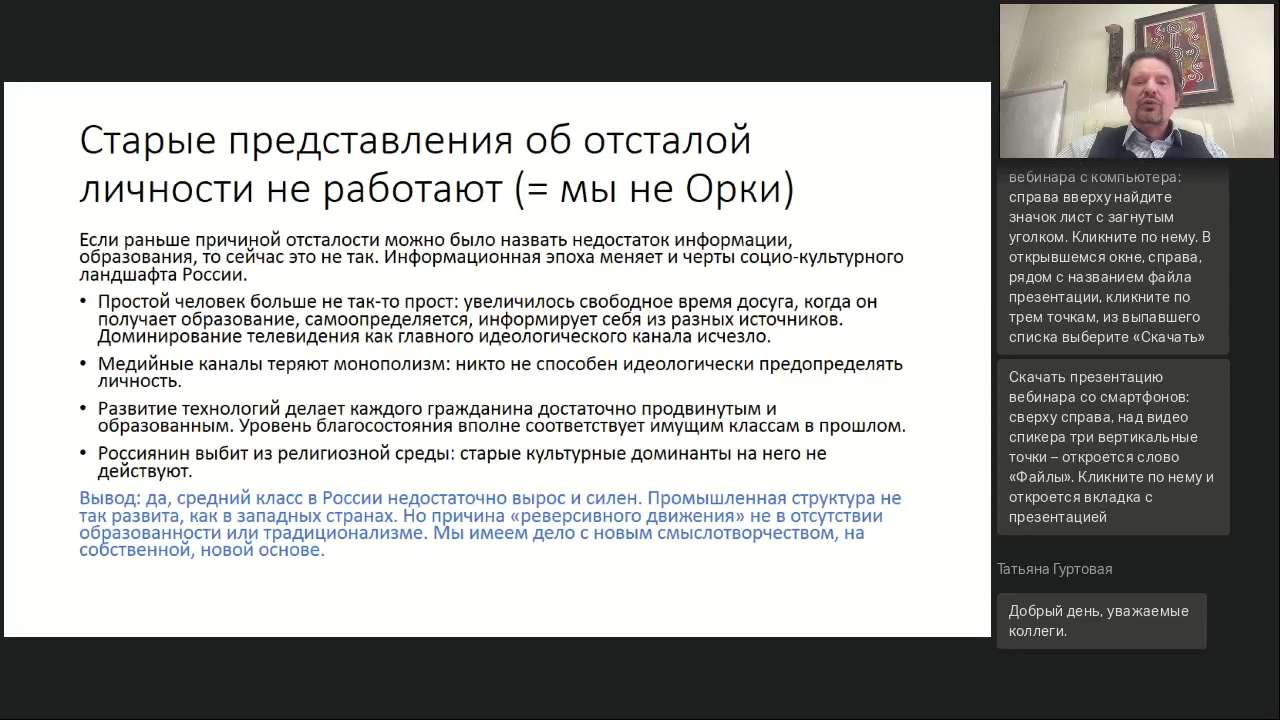 Старые представления об отсталой
личности не работают (= мы не Орки)
Если раньше причиной отсталости можно было назвать недостаток информации,
образования, то сейчас это не так. Информационная эпоха меняет и черты социо-культурного
ландшафта России.
• Простой человек больше не так-то прост: увеличилось свободное время досуга, когда он
получает образование, самоопределяется, информирует себя из разных источников.
Доминирование телевидения как главного идеологического канала исчезло.
• Медийные каналы теряют монополизм: никто не способен идеологически предопределять
личность.
• Развитие технологий делает каждого гражданина достаточно продвинутым и
образованным. Уровень благосостояния вполне соответствует имущим классам в прошлом.
• Россиянин выбит из религиозной среды: старые культурные доминанты на него не
действуют.
Вывод: да, средний класс в России недостаточно вырос и силен. Промышленная структура не
так развита, как в западных странах. Но причина «реверсивного движения» не в отсутствии
образованности или традиционализме. Мы имеем дело с новым смыслотворчеством, на
собственной, новой основе.
вебинара с компьютера:
справа вверху найдите
значок лист с загнутым
уголком. Кликните по нему. В
открывшемся окне, справа,
рядом с названием файла
презентации, кликните по
трем точкам, из выпавшего
списка выберите «Скачать»
Скачать презентацию
вебинара со смартфонов:
сверху справа, над видео
спикера три вертикальные
точки – откроется слово
«Файлы». Кликните по нему и
откроется вкладка с
презентацией
Татьяна Гуртовая
Добрый день, уважаемые
коллеги.